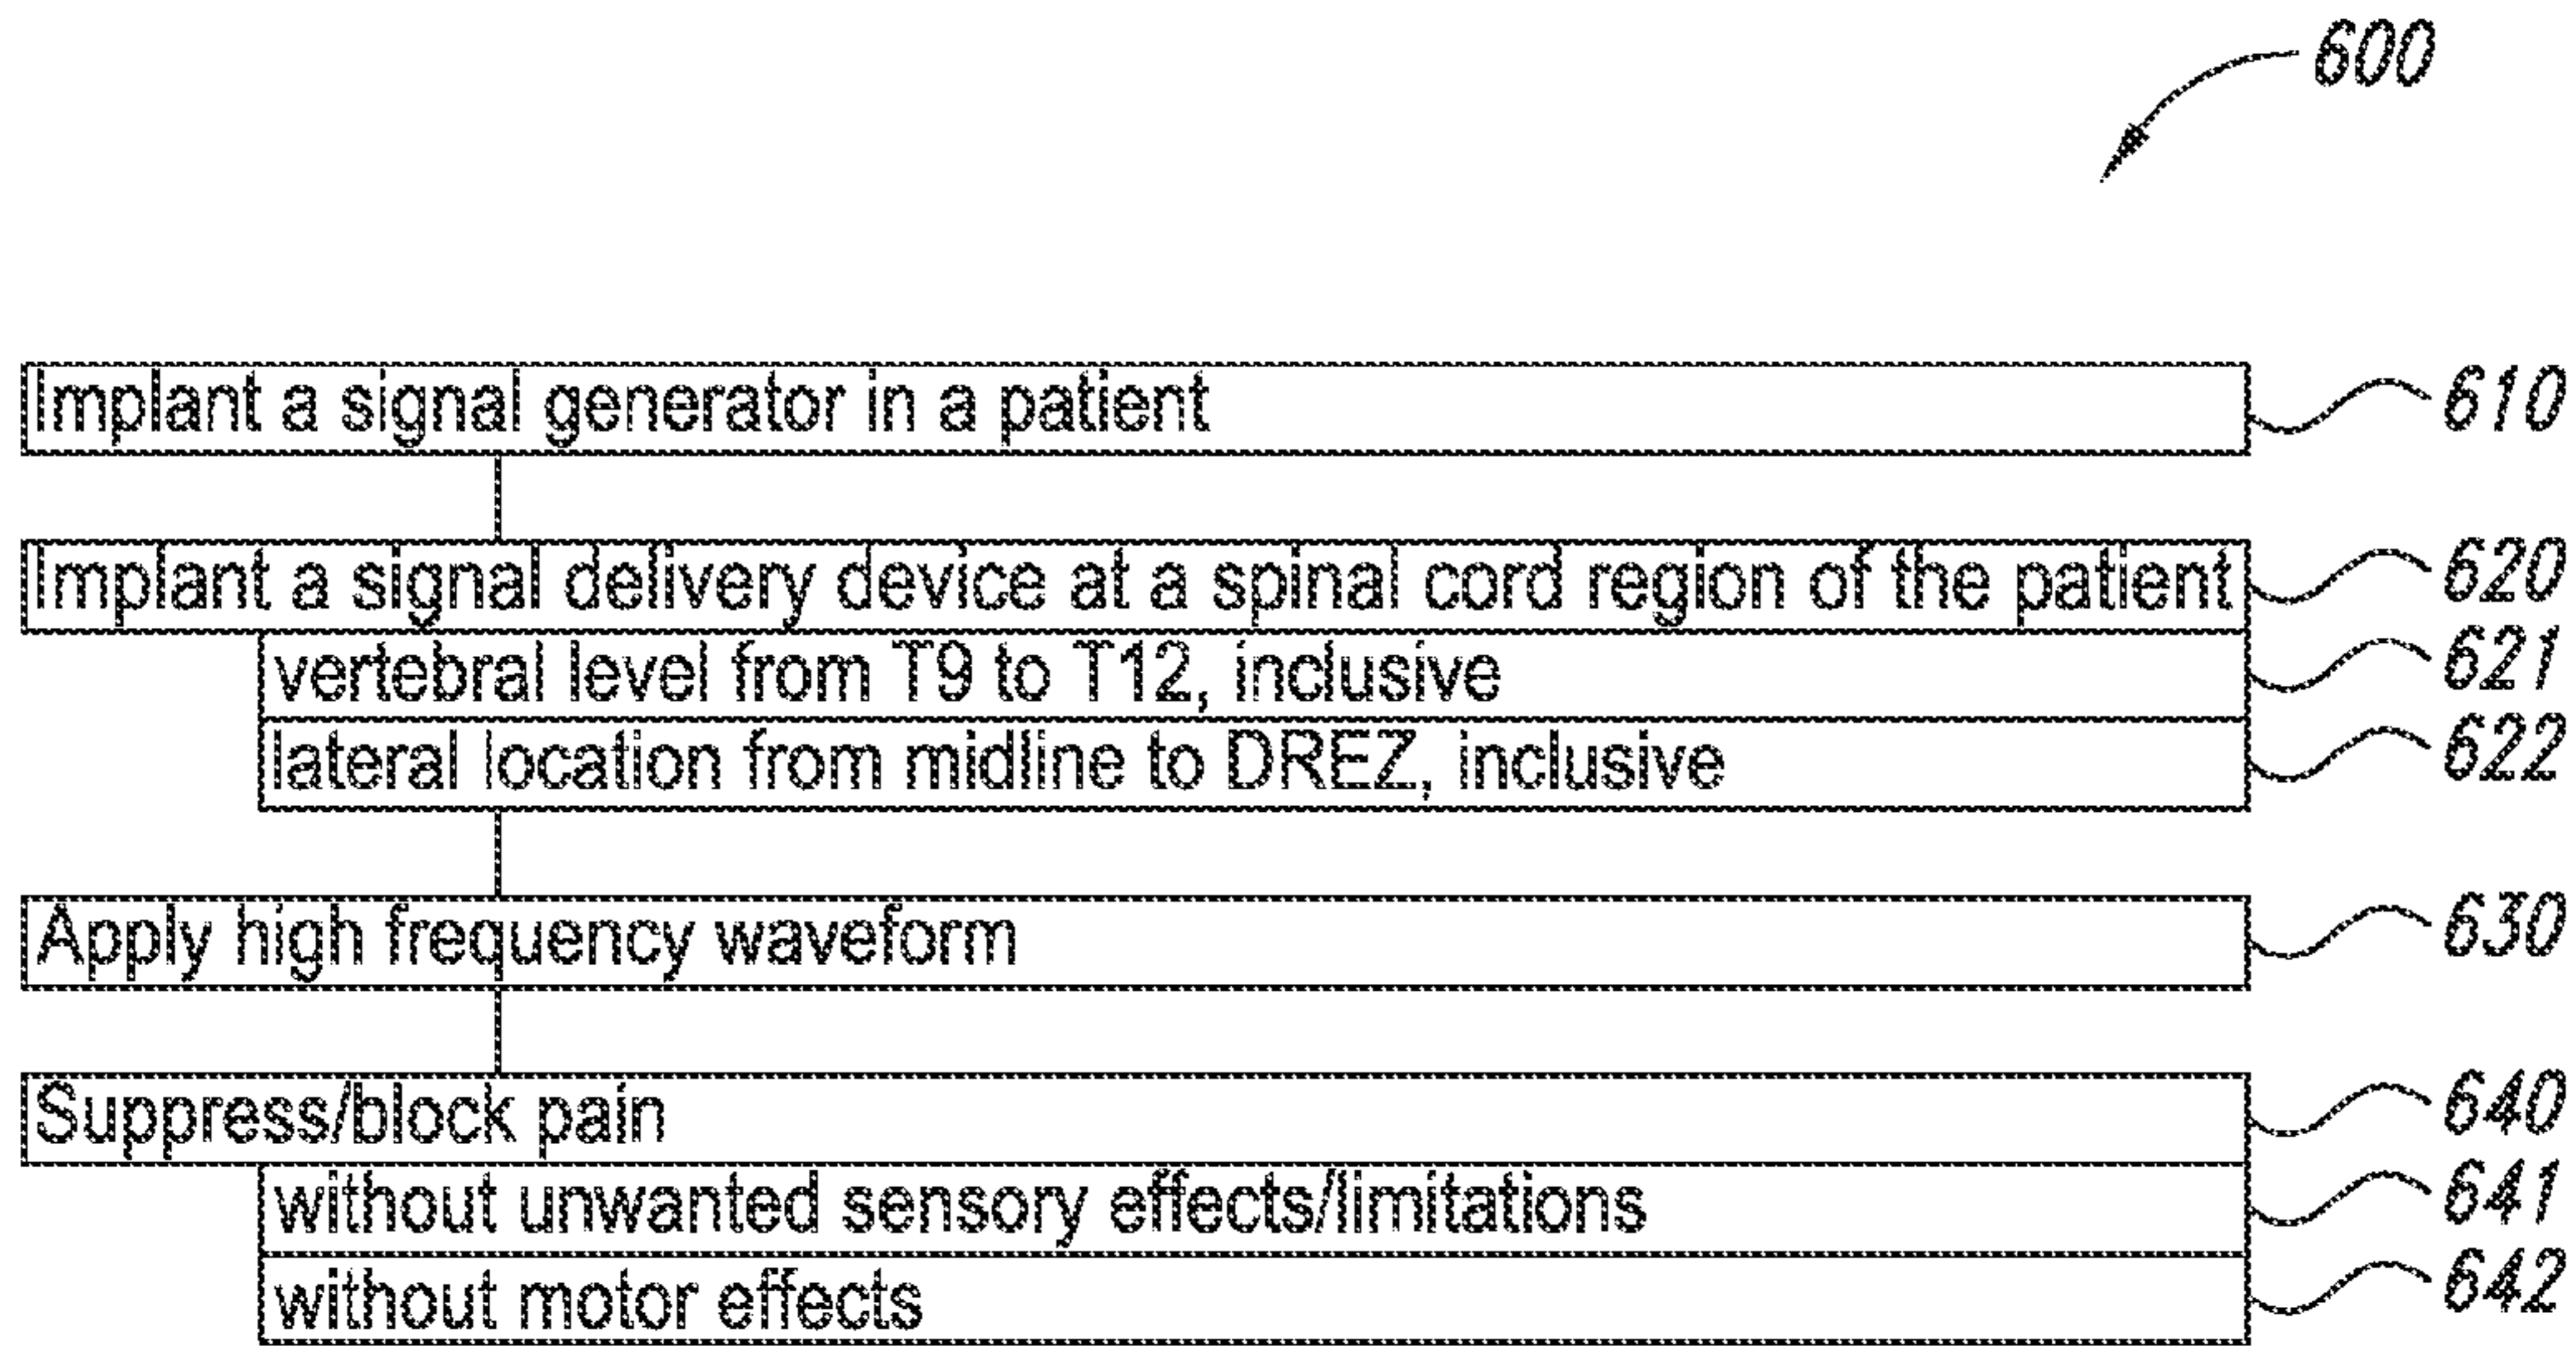 600
Implant a signal generator in a patient 610
Implant a signal delivery device at a spinal cord region of the patient 620
vertebral level from T9 to T12, inclusive 621
lateral location from midline to DREZ, inclusive 622
Apply high frequency waveform 630
Suppress/block pain 640
without unwanted sensory effects/limitations 641
without motor effects 642